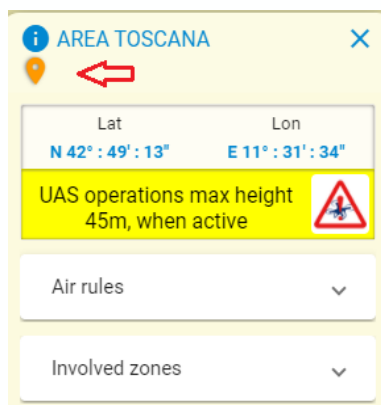 i AREA TOSCANA
Lat Lon
N 42° : 49' : 13" E 11° : 31' : 34"
UAS operations max height
45m, when active
Air rules
Involved zones